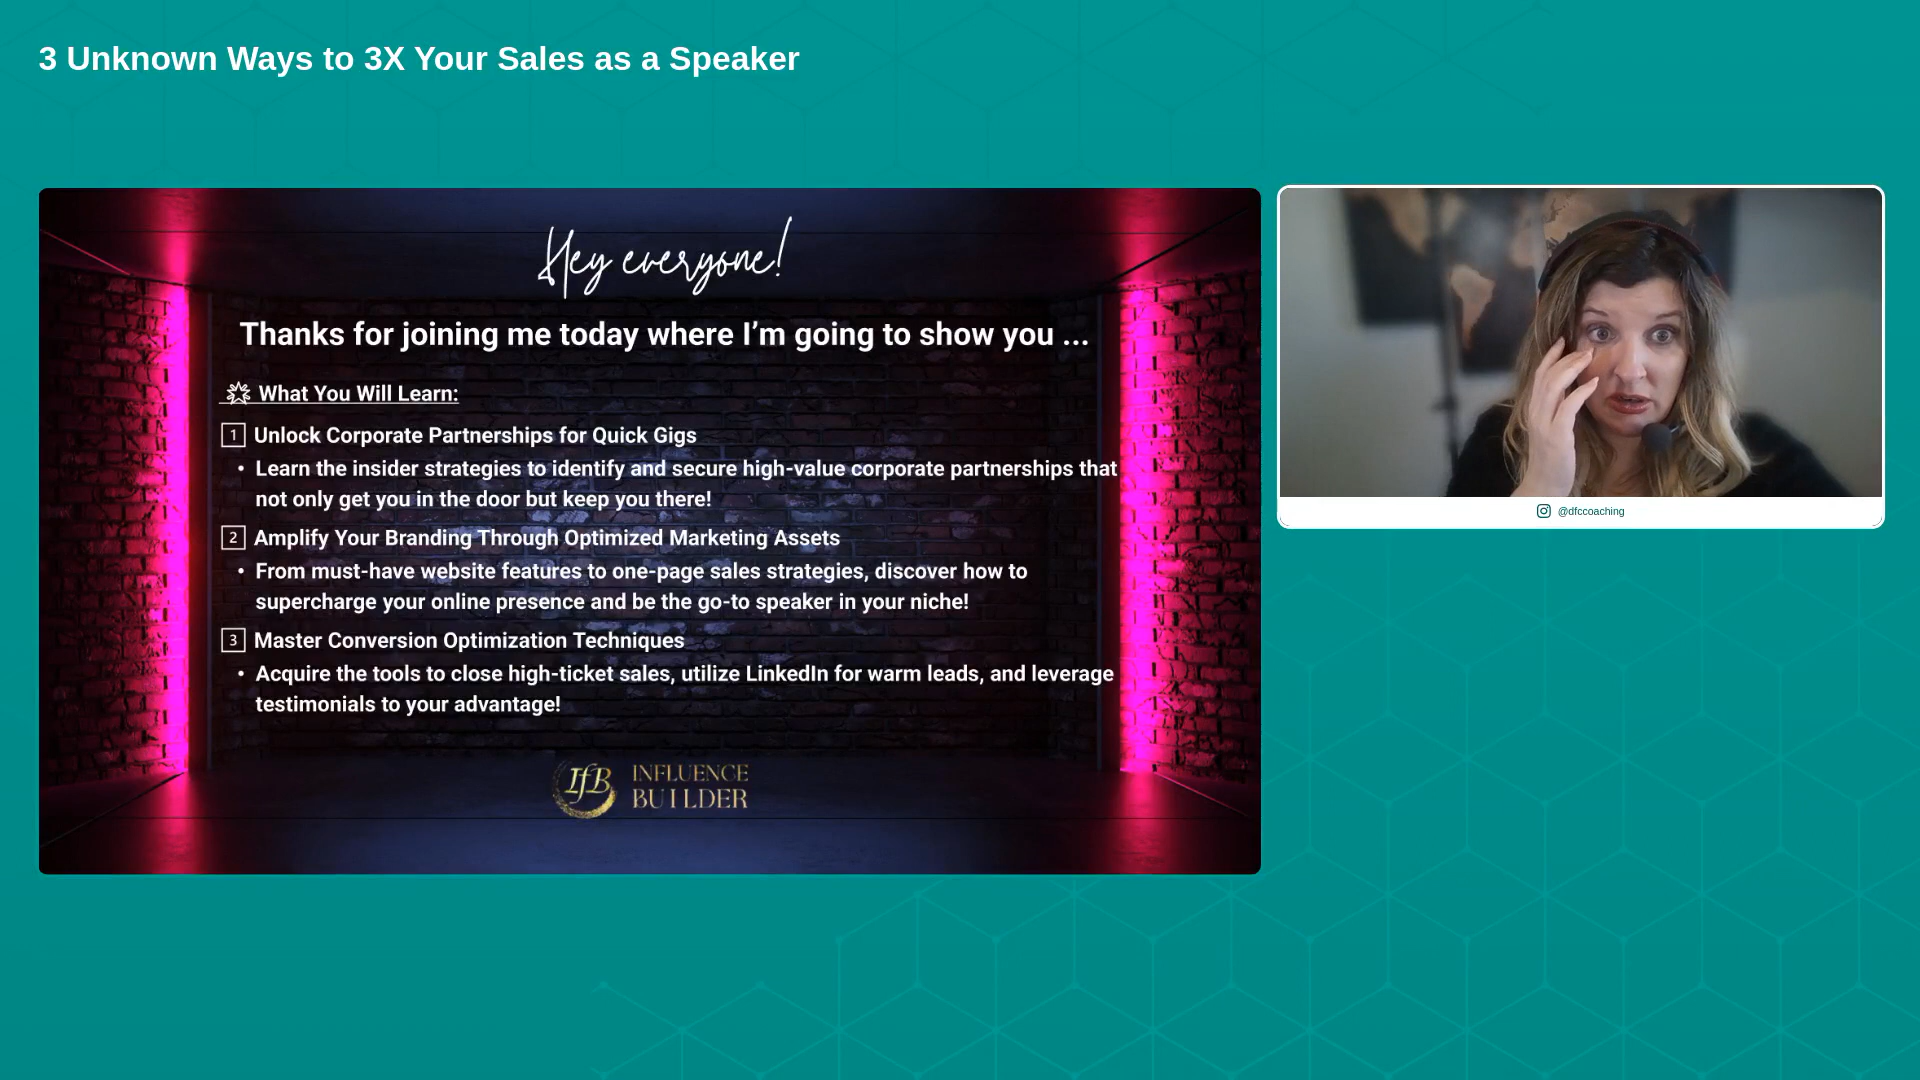 3 Unknown Ways to 3X Your Sales as a Speaker
Hey everyone!
Thanks for joining me today where I’m going to show you ...
What You Will Learn:
1 Unlock Corporate Partnerships for Quick Gigs
• Learn the insider strategies to identify and secure high-value corporate partnerships that
not only get you in the door but keep you there!
2 Amplify Your Branding Through Optimized Marketing Assets
• From must-have website features to one-page sales strategies, discover how to
supercharge your online presence and be the go-to speaker in your niche!
3 Master Conversion Optimization Techniques
• Acquire the tools to close high-ticket sales, utilize LinkedIn for warm leads, and leverage
testimonials to your advantage!
IfB INFLUENCE
BUILDER
@dfccoaching